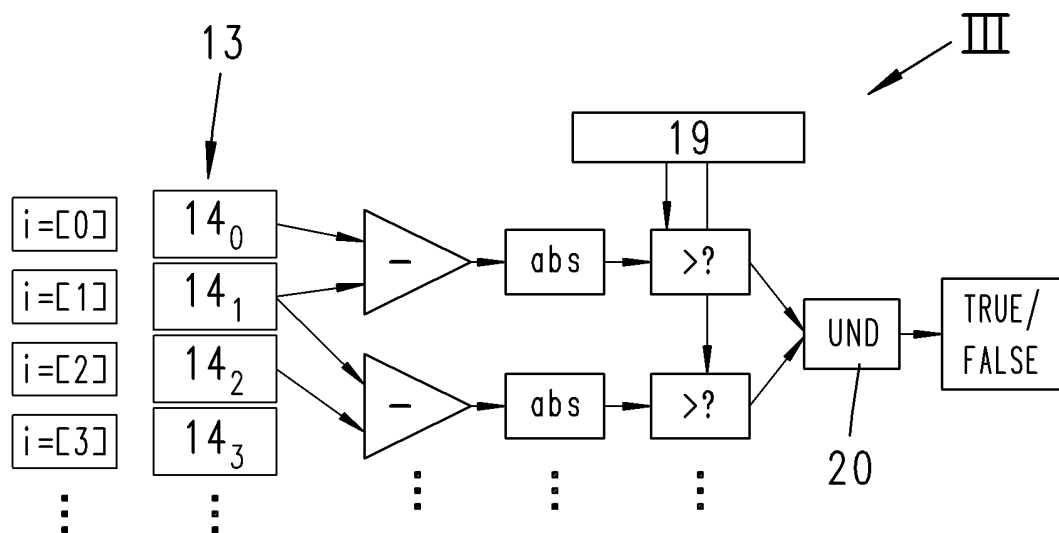 III
13
19
i=[0]
14₀
i=[1]
14₁
i=[2]
14₂
i=[3]
14₃
−
abs
>?
−
abs
>?
UND
TRUE/
FALSE
20